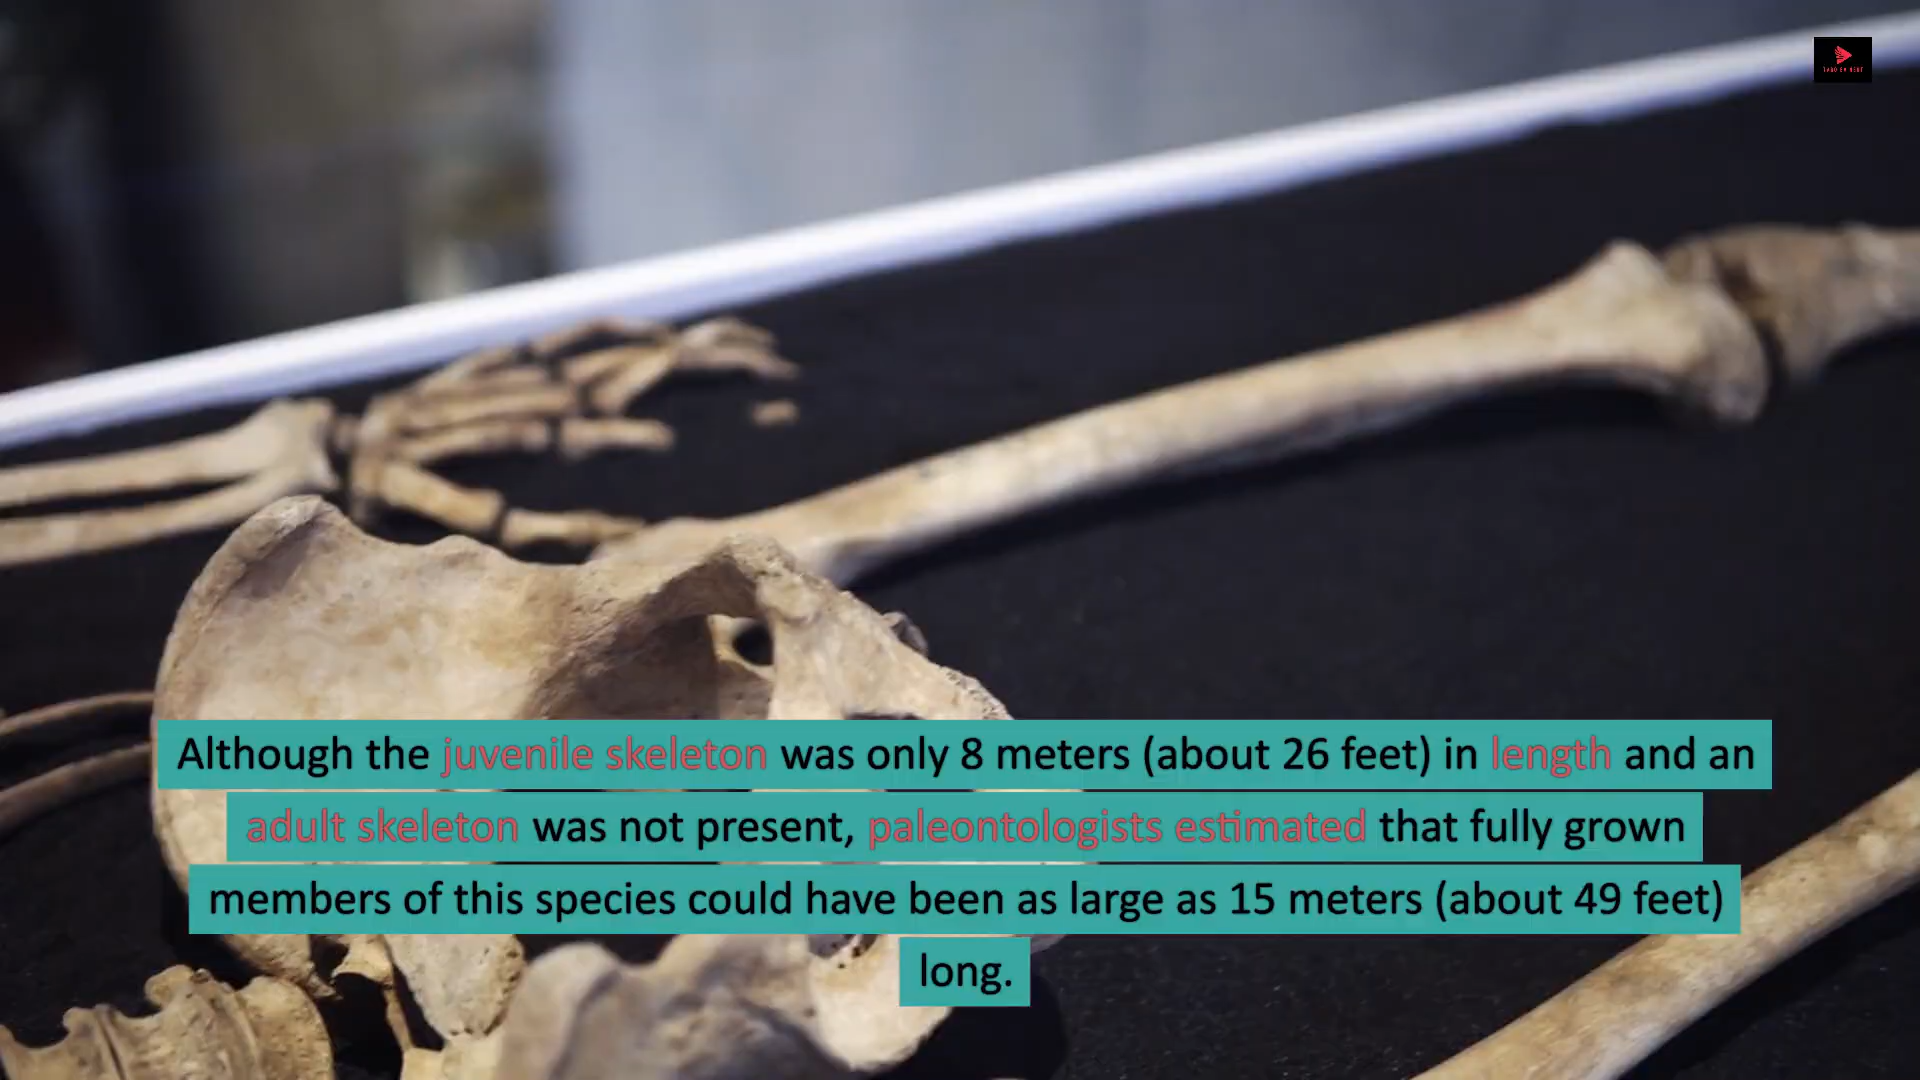 Although the juvenile skeleton was only 8 meters (about 26 feet) in length and an
adult skeleton was not present, paleontologists estimated that fully grown
members of this species could have been as large as 15 meters (about 49 feet)
long.